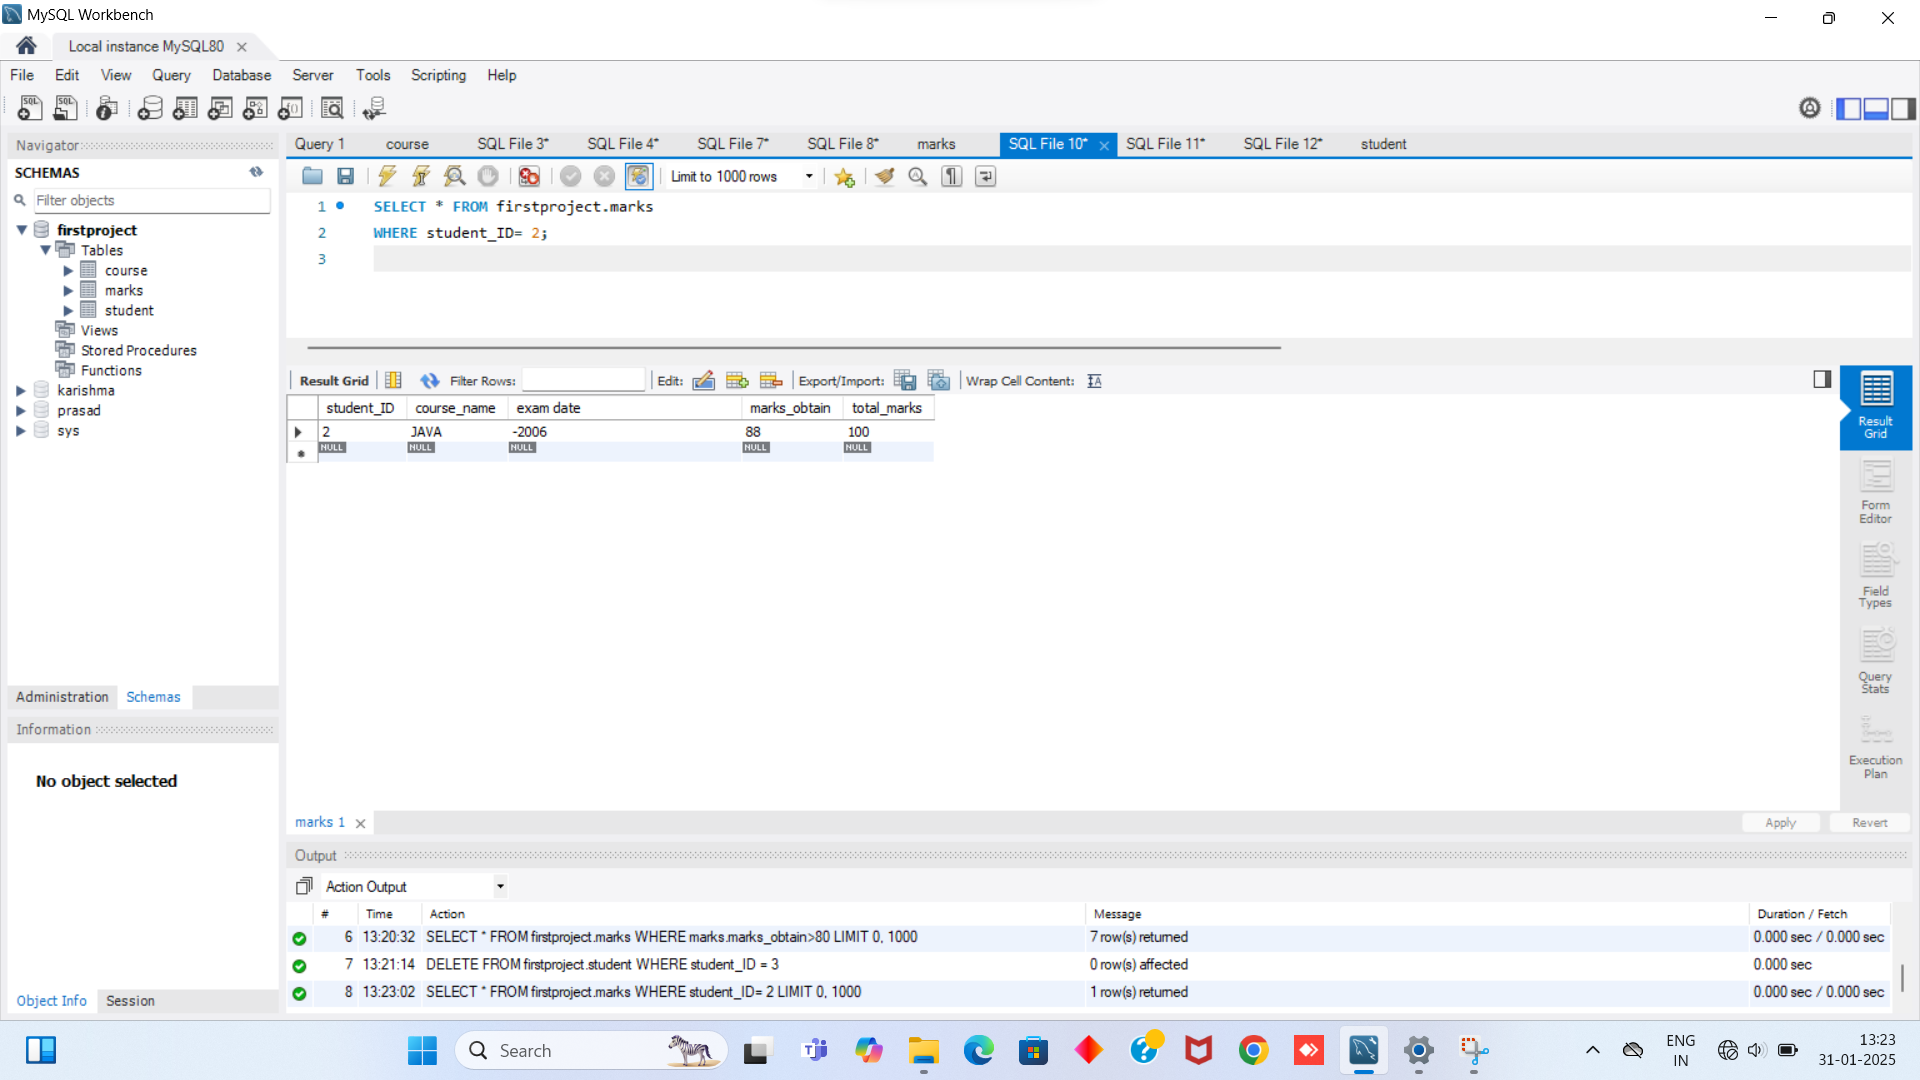 MySQL Workbench
Local instance MySQL80
File Edit View Query Database Server Tools Scripting Help
Navigator
SCHEMAS
Filter objects
firstproject
Tables
course
marks
student
Views
Stored Procedures
Functions
karishma
prasad
sys
Administration Schemas
Information
No object selected
Object Info Session
Query 1 course SQL File 3* SQL File 4* SQL File 7* SQL File 8* marks SQL File 10* SQL File 11* SQL File 12* student
Limit to 1000 rows
1 SELECT * FROM firstproject.marks
2 WHERE student_ID= 2;
3
Result Grid Filter Rows: Edit: Export/Import: Wrap Cell Content:
student_ID course_name exam date marks_obtain total_marks
2 JAVA -2006 88 100
NULL NULL NULL NULL NULL
Result
Grid
Form
Editor
Field
Types
Query
Stats
Execution
Plan
marks 1
Apply Revert
Output
Action Output
# Time Action Message Duration / Fetch
6 13:20:32 SELECT * FROM firstproject.marks WHERE marks.marks_obtain>80 LIMIT 0, 1000 7 row(s) returned 0.000 sec / 0.000 sec
7 13:21:14 DELETE FROM firstproject.student WHERE student_ID = 3 0 row(s) affected 0.000 sec
8 13:23:02 SELECT * FROM firstproject.marks WHERE student_ID= 2 LIMIT 0, 1000 1 row(s) returned 0.000 sec / 0.000 sec
Search
ENG
IN
13:23
31-01-2025